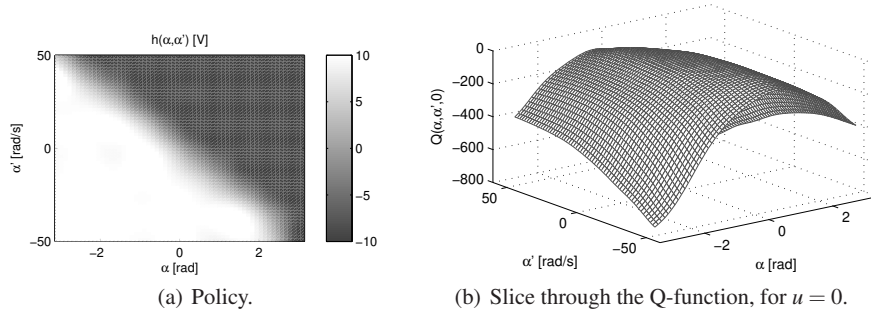 h(α,α') [V]
50
0
−50
α' [rad/s]
−2
0
2
α [rad]
10
5
0
−5
−10
(a) Policy.
0
−200
−400
−600
−800
Q(α,α',0)
50
0
−50
α' [rad/s]
−2
0
2
α [rad]
(b) Slice through the Q-function, for u = 0.